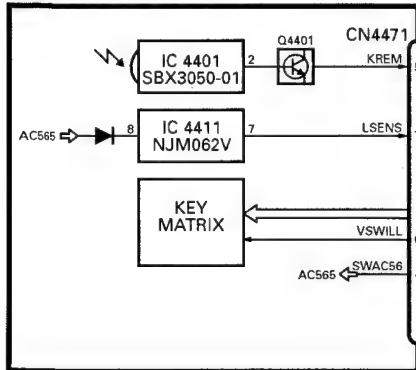 Q4401
CN4471
IC 4401
SBX3050-01
2
KREM
AC565
8
IC 4411
NJM062V
7
LSENS
KEY
MATRIX
VSWILL
AC565
SWAC56